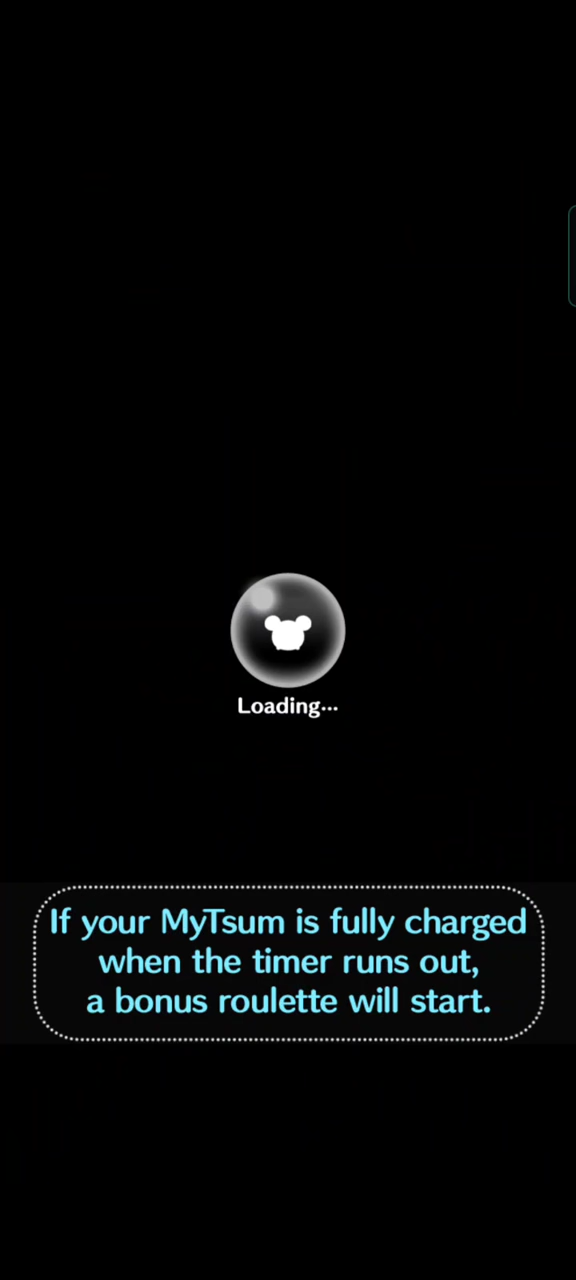 Loading...
If your MyTsum is fully charged
when the timer runs out,
a bonus roulette will start.